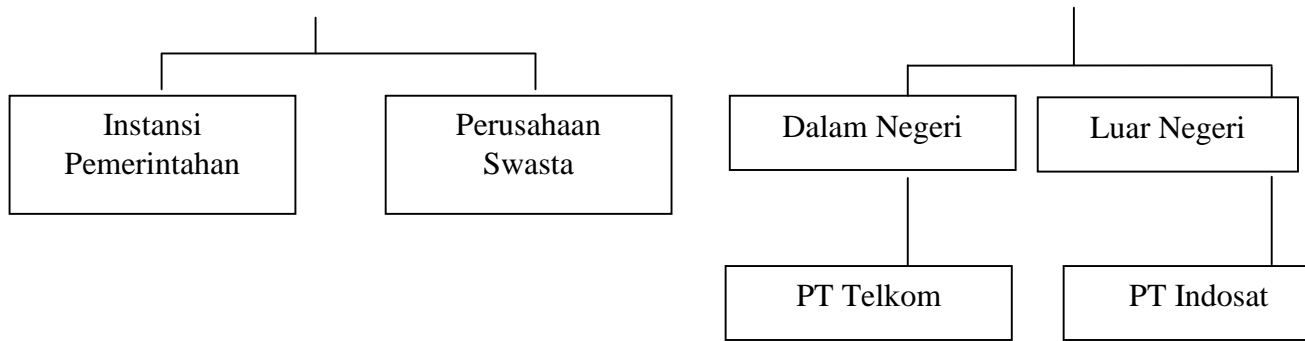 Instansi
Pemerintahan
Perusahaan
Swasta
Dalam Negeri
Luar Negeri
PT Telkom
PT Indosat